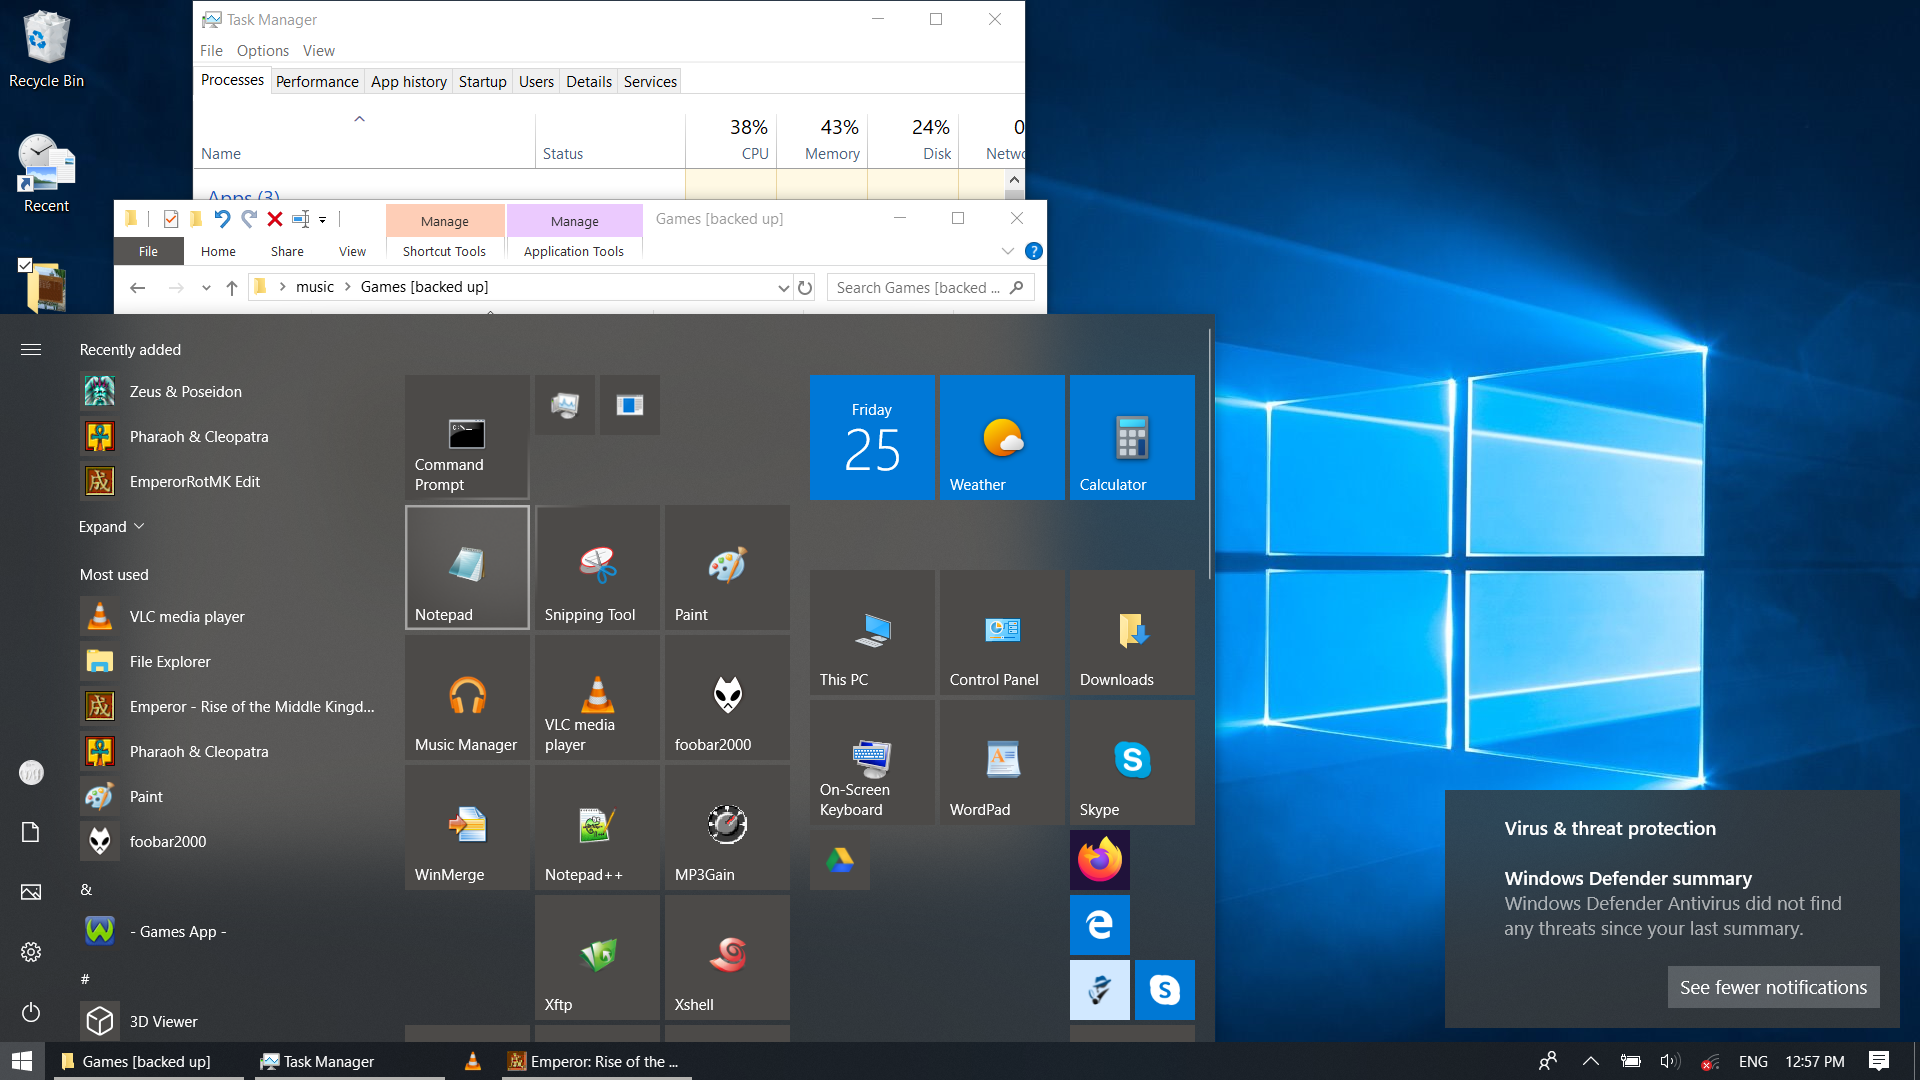 Recycle Bin
Recent
Task Manager
File Options View
Processes Performance App history Startup Users Details Services
38% 43% 24% 0
Name Status CPU Memory Disk Netwo
Apps (3)
Manage Manage Games [backed up]
File Home Share View Shortcut Tools Application Tools
music Games [backed up] Search Games [backed ...
Recently added
Zeus & Poseidon
Pharaoh & Cleopatra
EmperorRotMK Edit
Expand
Most used
VLC media player
File Explorer
Emperor - Rise of the Middle Kingd...
Pharaoh & Cleopatra
Paint
foobar2000
&
- Games App -
#
3D Viewer
Command
Prompt
Notepad
Snipping Tool
Paint
Music Manager
VLC media
player
foobar2000
WinMerge
Notepad++
MP3Gain
Xftp
Xshell
Friday
25
Weather
Calculator
This PC
Control Panel
Downloads
On-Screen
Keyboard
WordPad
Skype
Virus & threat protection
Windows Defender summary
Windows Defender Antivirus did not find
any threats since your last summary.
See fewer notifications
Games [backed up] Task Manager Emperor: Rise of the ... ENG 12:57 PM